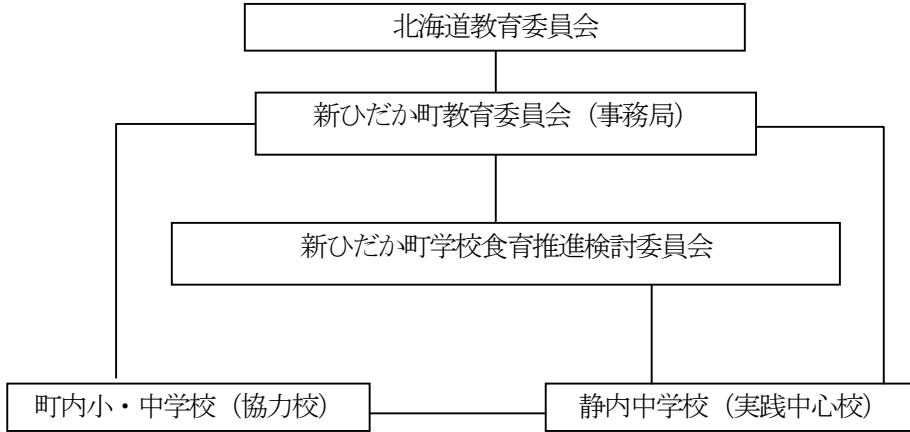 北海道教育委員会
新ひだか町教育委員会（事務局）
新ひだか町学校食育推進検討委員会
町内小・中学校（協力校）
静内中学校（実践中心校）